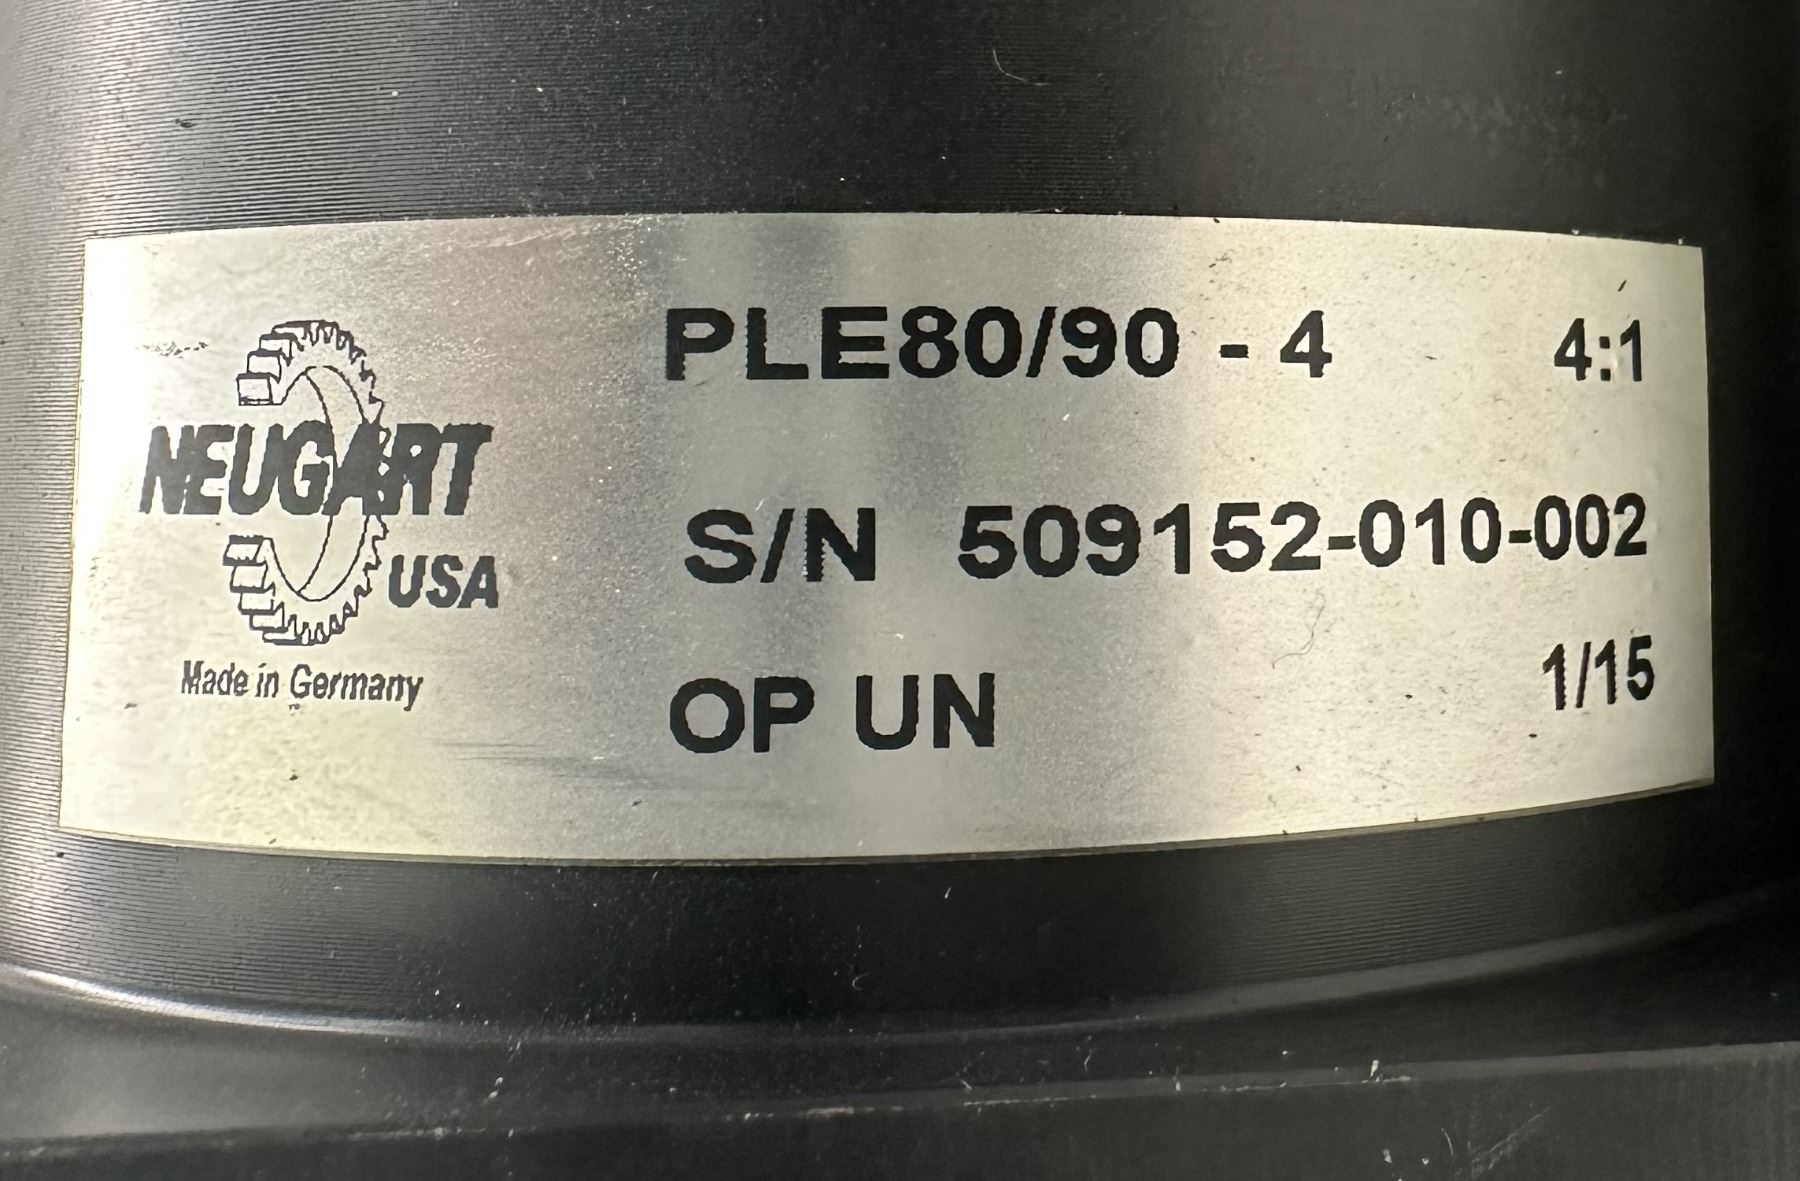 NEUGART
USA
Made in Germany
PLE80/90 - 4 4:1
S/N 509152-010-002
OP UN 1/15